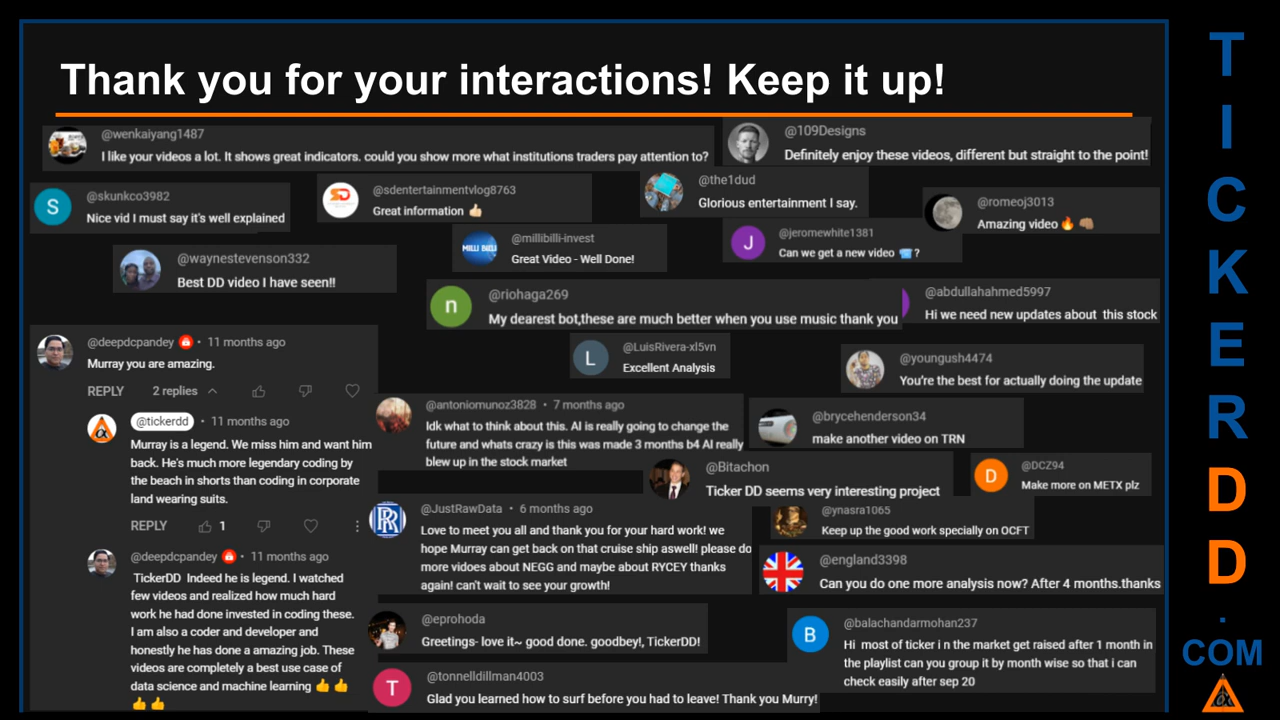 Thank you for your interactions! Keep it up!
@wenkaiyang1487
I like your videos a lot. It shows great indicators. could you show more what institutions traders pay attention to?
@109Designs
Definitely enjoy these videos, different but straight to the point!
S
@skunkco3982
Nice vid I must say it's well explained
@sdentertainmentvlog8763
Great information 👍🏻
@the1dud
Glorious entertainment I say.
@romeoj3013
Amazing video 🔥 👊🏽
MILLI BILLI
@millibilli-invest
Great Video - Well Done!
J
@jeromewhite1381
Can we get a new video ?
@waynestevenson332
Best DD video I have seen!!
n
@riohaga269
My dearest bot,these are much better when you use music thank you
@abdullahahmed5997
Hi we need new updates about this stock
L
@LuisRivera-xl5vn
Excellent Analysis
@youngush4474
You're the best for actually doing the update
@deepdcpandey • 11 months ago
Murray you are amazing.
REPLY 2 replies
@tickerdd • 11 months ago
Murray is a legend. We miss him and want him
back. He's much more legendary coding by
the beach in shorts than coding in corporate
land wearing suits.
REPLY 1
@deepdcpandey • 11 months ago
TickerDD Indeed he is legend. I watched
few videos and realized how much hard
work he had done invested in coding these.
I am also a coder and developer and
honestly he has done a amazing job. These
videos are completely a best use case of
data science and machine learning 👍 👍
👍 👍
@antoniomunoz3828 • 7 months ago
Idk what to think about this. AI is really going to change the
future and whats crazy is this was made 3 months b4 AI really
blew up in the stock market
@brycehenderson34
make another video on TRN
@Bitachon
Ticker DD seems very interesting project
D
@DCZ94
Make more on METX plz
RR
@JustRawData • 6 months ago
Love to meet you all and thank you for your hard work! we
hope Murray can get back on that cruise ship aswell! please do
more vidoes about NEGG and maybe about RYCEY thanks
again! can't wait to see your growth!
@ynasra1065
Keep up the good work specially on OCFT
@england3398
Can you do one more analysis now? After 4 months.thanks
@eprohoda
Greetings- love it~ good done. goodbey!, TickerDD!
B
@balachandarmohan237
Hi most of ticker i n the market get raised after 1 month in
the playlist can you group it by month wise so that i can
check easily after sep 20
T
@tonnelldillman4003
Glad you learned how to surf before you had to leave! Thank you Murry!
T
I
C
K
E
R
D
D
.
COM